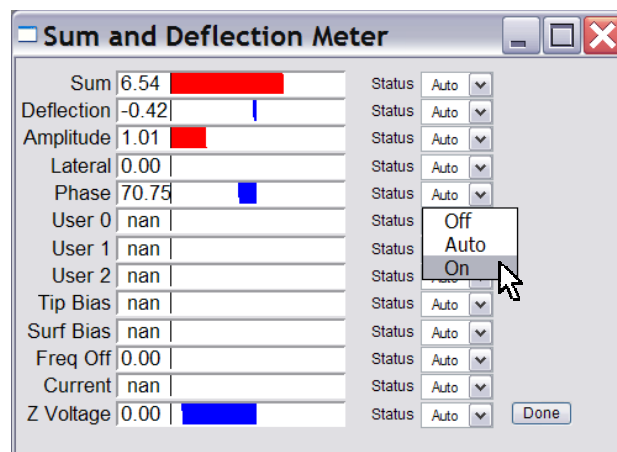 Sum and Deflection Meter
Sum 6.54 Status Auto
Deflection -0.42 Status Auto
Amplitude 1.01 Status Auto
Lateral 0.00 Status Auto
Phase 70.75 Status Auto
User 0 nan Status Off
User 1 nan Status Auto
User 2 nan Status On
Tip Bias nan Status Auto
Surf Bias nan Status Auto
Freq Off 0.00 Status Auto
Current nan Status Auto
Z Voltage 0.00 Status Auto Done